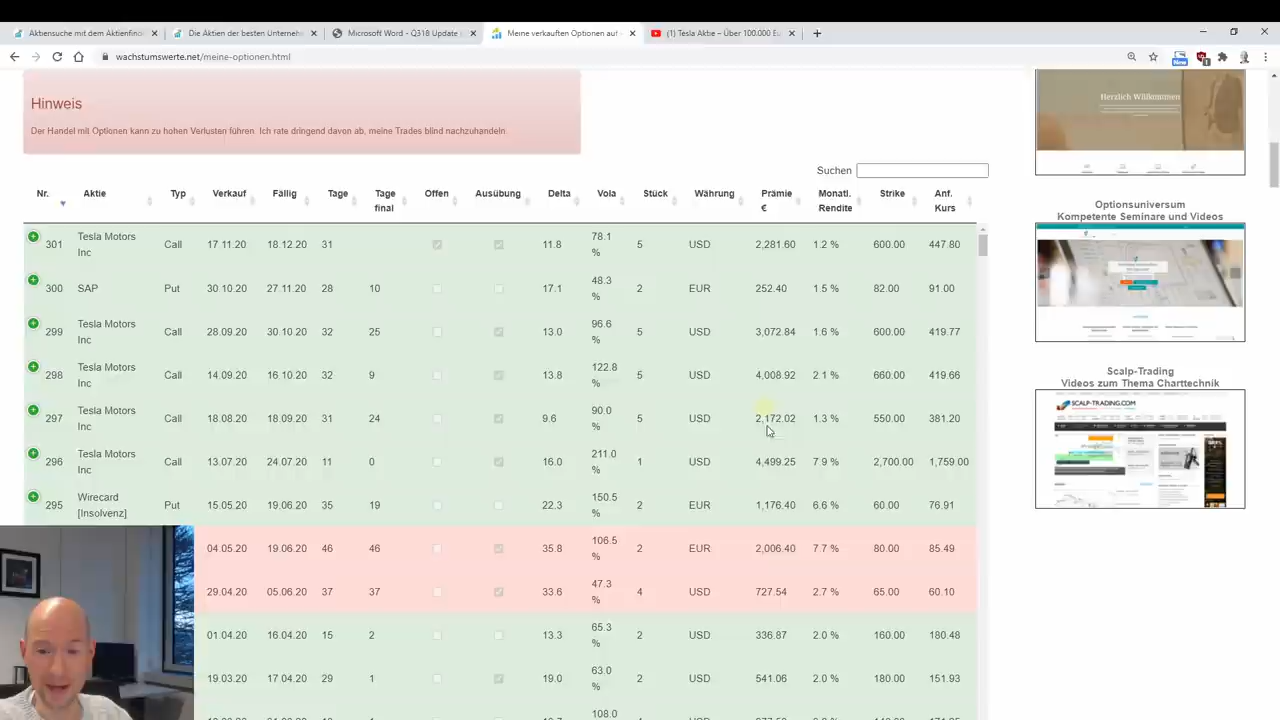 Aktiensuche mit dem Aktienfind
Die Aktien der besten Unternehm
Microsoft Word - Q318 Update
Meine verkauften Optionen auf
(1) Tesla Aktie – Über 100.000 Eu
wachstumswerte.net/meine-optionen.html
New
1
Hinweis
Der Handel mit Optionen kann zu hohen Verlusten führen. Ich rate dringend davon ab, meine Trades blind nachzuhandeln.
Suchen
Nr. Aktie Typ Verkauf Fällig Tage Tage final Offen Ausübung Delta Vola Stück Währung Prämie € Monatl. Rendite Strike Anf. Kurs
301 Tesla Motors Inc Call 17.11.20 18.12.20 31 11.8 78.1 % 5 USD 2,281.60 1.2 % 600.00 447.80
300 SAP Put 30.10.20 27.11.20 28 10 17.1 48.3 % 2 EUR 252.40 1.5 % 82.00 91.00
299 Tesla Motors Inc Call 28.09.20 30.10.20 32 25 13.0 96.6 % 5 USD 3,072.84 1.6 % 600.00 419.77
298 Tesla Motors Inc Call 14.09.20 16.10.20 32 9 13.8 122.8 % 5 USD 4,008.92 2.1 % 660.00 419.66
297 Tesla Motors Inc Call 18.08.20 18.09.20 31 24 9.6 90.0 % 5 USD 2,172.02 1.3 % 550.00 381.20
296 Tesla Motors Inc Call 13.07.20 24.07.20 11 0 16.0 211.0 % 1 USD 4,499.25 7.9 % 2,700.00 1,759.00
295 Wirecard [Insolvenz] Put 15.05.20 19.06.20 35 19 22.3 150.5 % 2 EUR 1,176.40 6.6 % 60.00 76.91
04.05.20 19.06.20 46 46 35.8 106.5 % 2 EUR 2,006.40 7.7 % 80.00 85.49
29.04.20 05.06.20 37 37 33.6 47.3 % 4 USD 727.54 2.7 % 65.00 60.10
01.04.20 16.04.20 15 2 13.3 65.3 % 2 USD 336.87 2.0 % 160.00 180.48
19.03.20 17.04.20 29 1 19.0 63.0 % 2 USD 541.06 2.0 % 180.00 151.93
108.0
Herzlich Willkommen
Optionsuniversum
Kompetente Seminare und Videos
Scalp-Trading
Videos zum Thema Charttechnik
SCALP-TRADING.COM